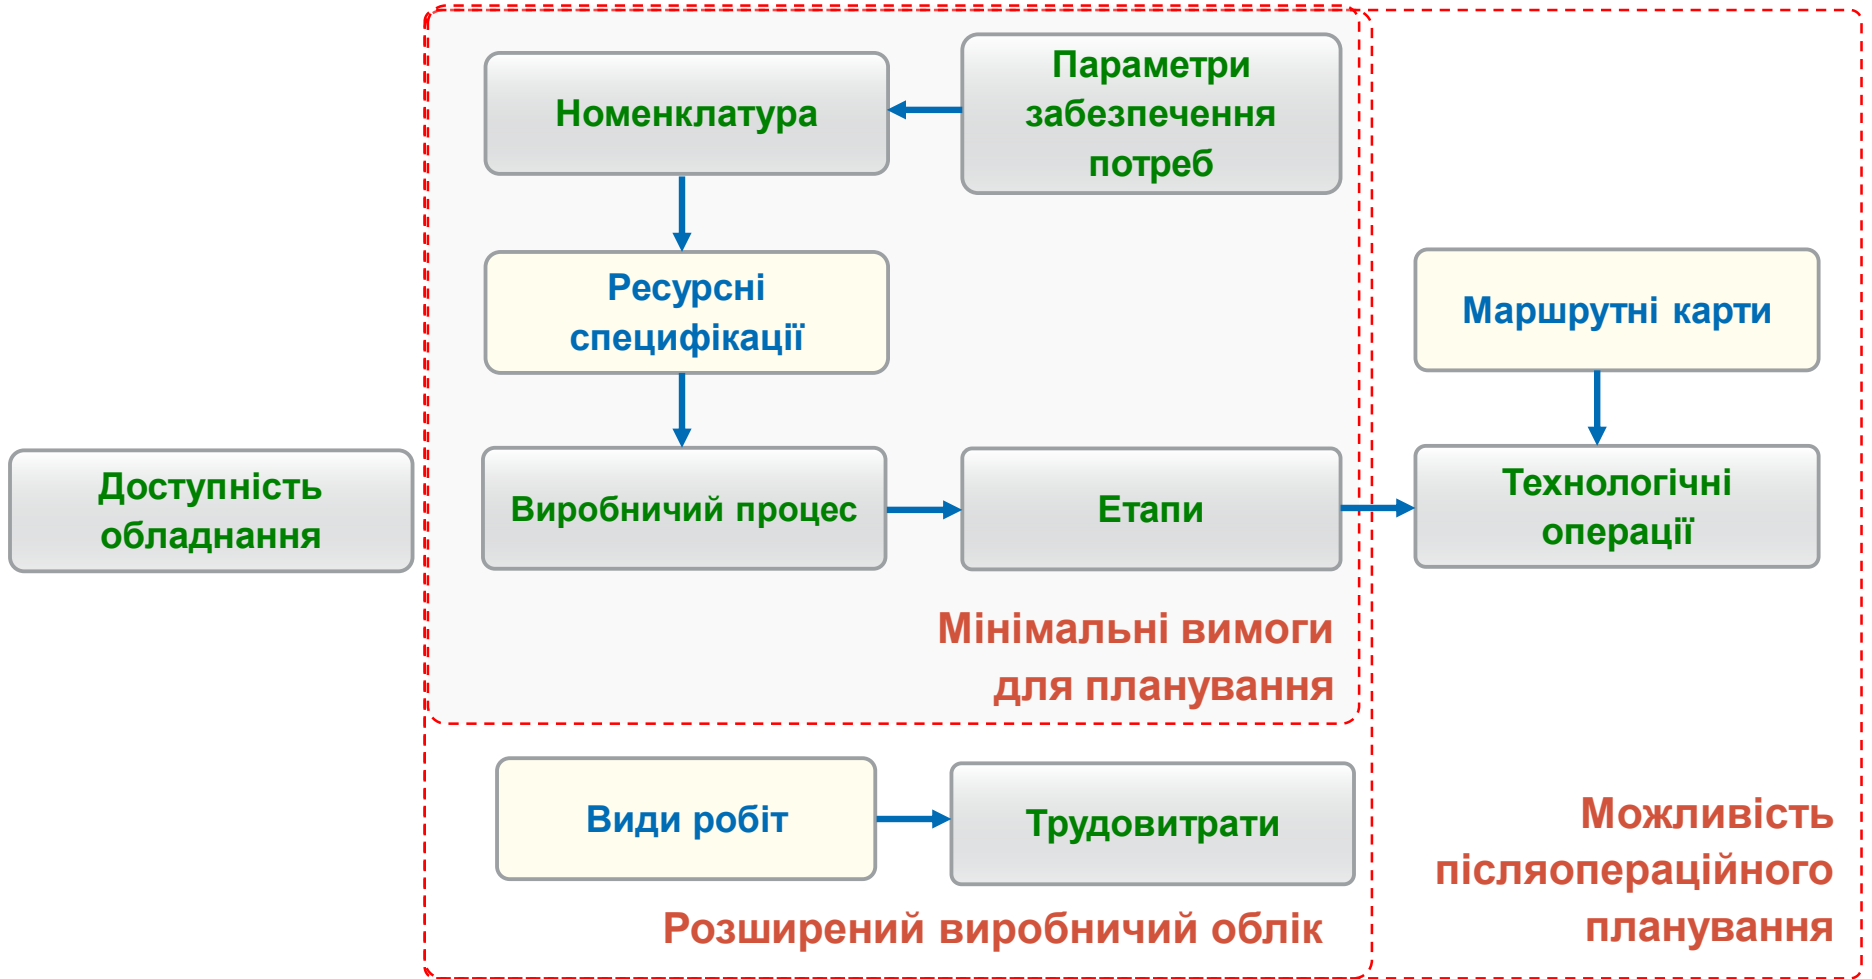 Номенклатура
Параметри
забезпечення
потреб
Ресурсні
специфікації
Маршрутні карти
Доступність
обладнання
Виробничий процес
Етапи
Технологічні
операції
Мінімальні вимоги
для планування
Види робіт
Трудовитрати
Розширений виробничий облік
Можливість
післяопераційного
планування